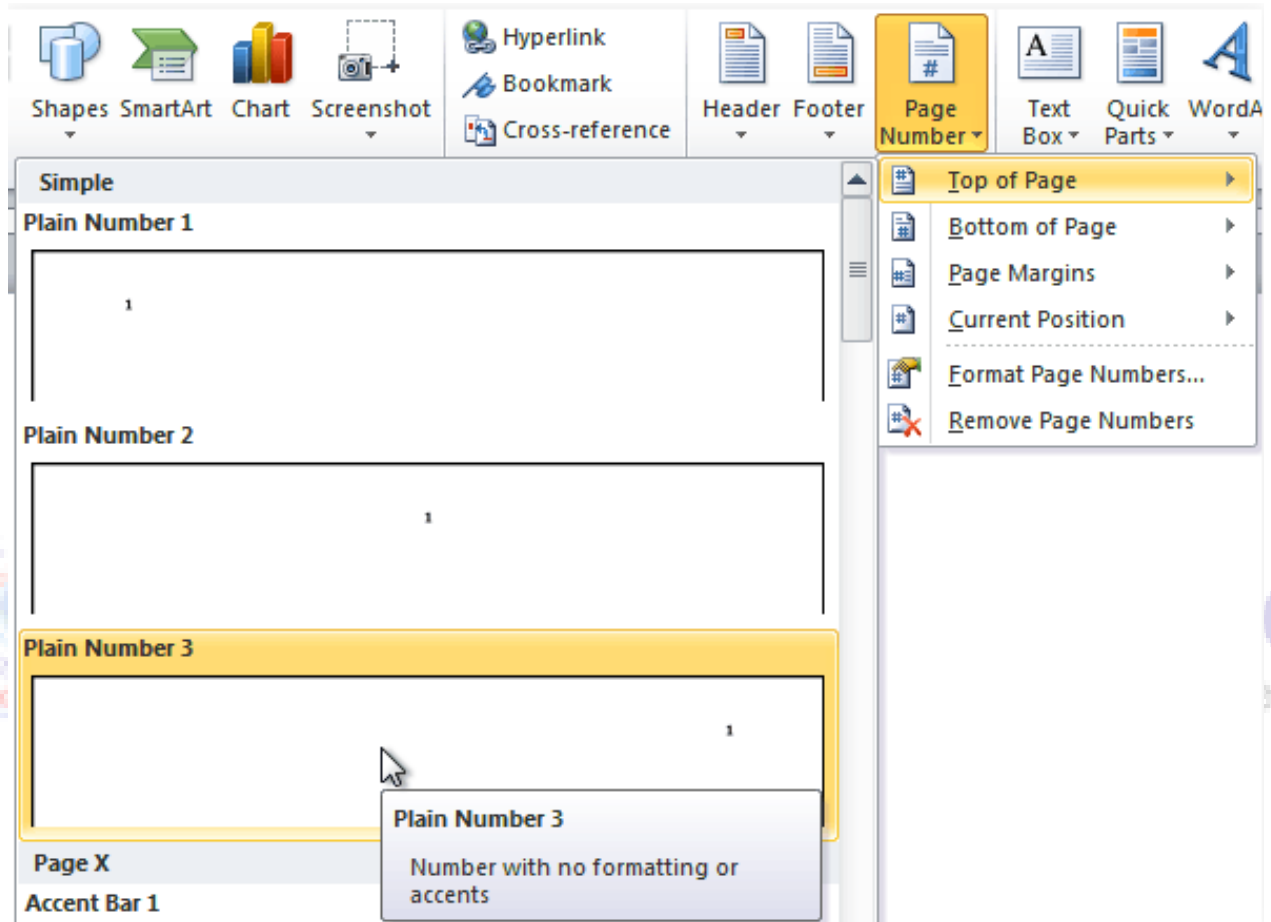 Shapes SmartArt Chart Screenshot
Hyperlink
Bookmark
Cross-reference
Header Footer
Page
Number
Text
Box
Quick
Parts
WordA
Simple
Plain Number 1
1
Plain Number 2
1
Plain Number 3
1
Plain Number 3
Number with no formatting or
accents
Page X
Accent Bar 1
Top of Page
Bottom of Page
Page Margins
Current Position
Format Page Numbers...
Remove Page Numbers